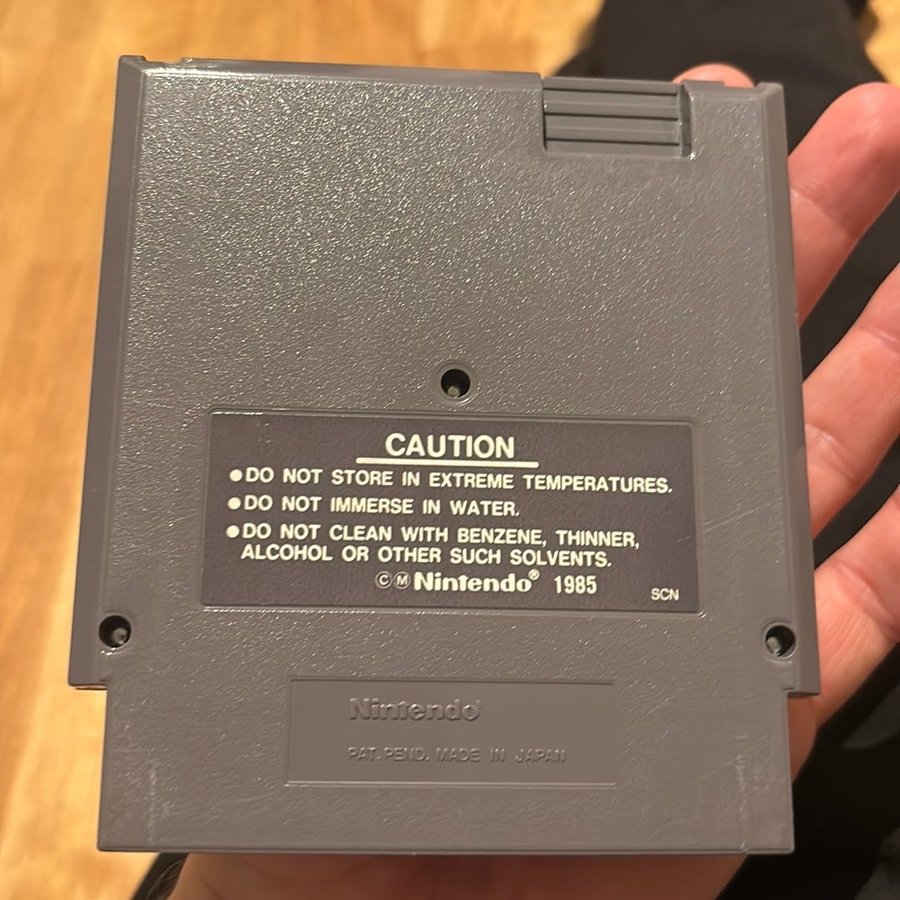 CAUTION
●DO NOT STORE IN EXTREME TEMPERATURES.
●DO NOT IMMERSE IN WATER.
●DO NOT CLEAN WITH BENZENE, THINNER,
ALCOHOL OR OTHER SUCH SOLVENTS.
ⒸⓂNintendo® 1985
SCN
Nintendo
PAT. PEND. MADE IN JAPAN